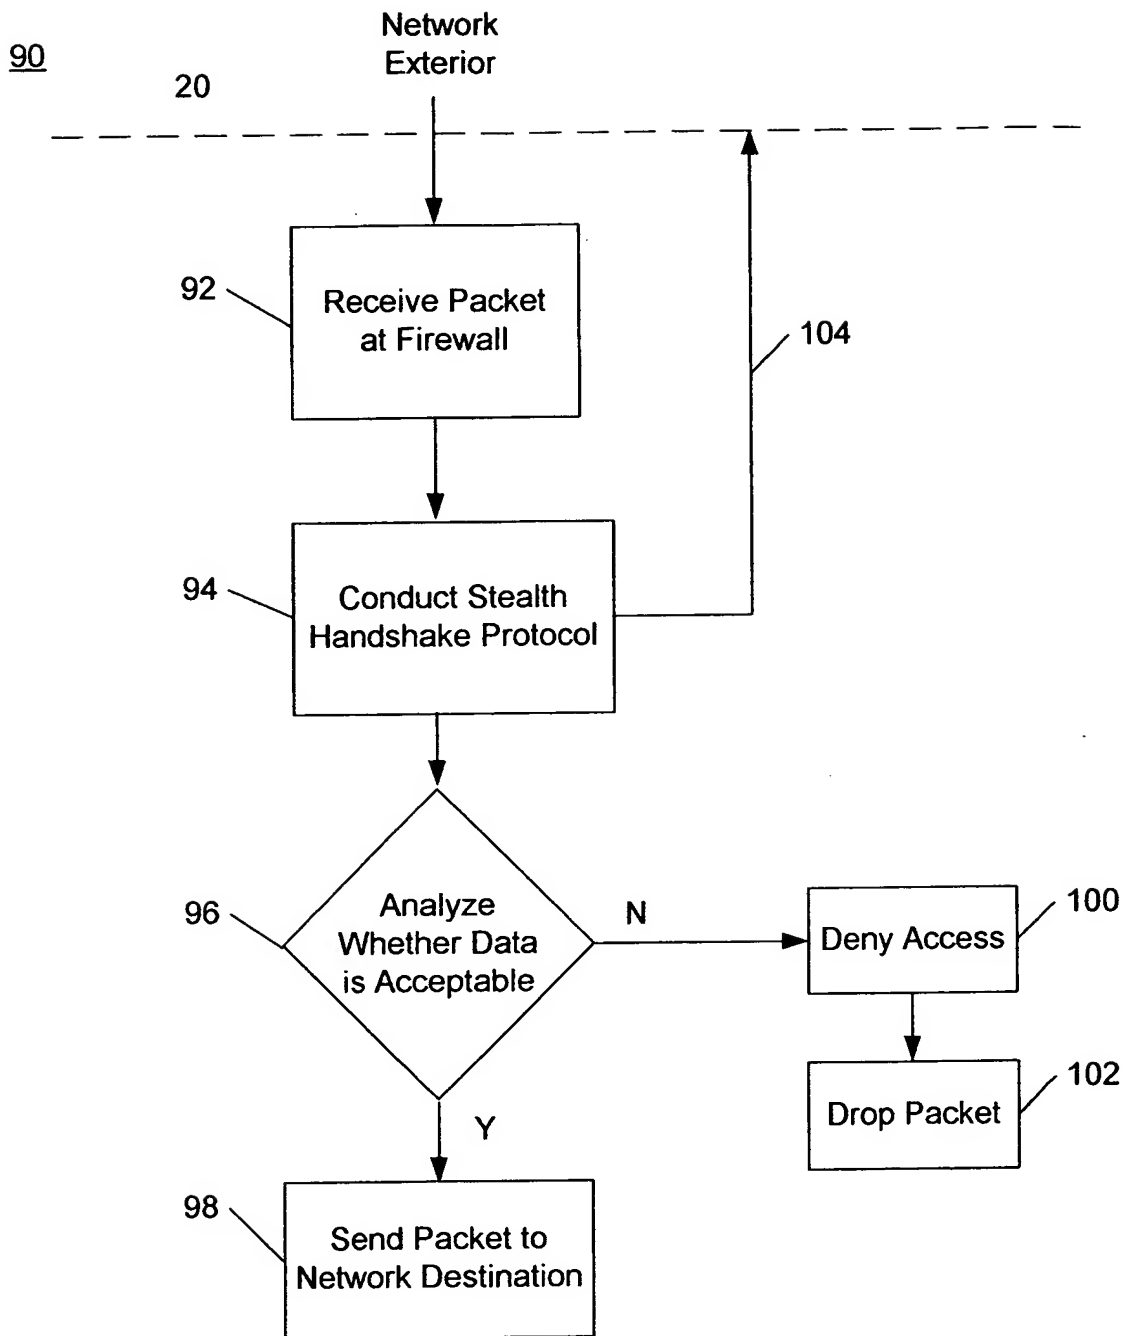 Network
Exterior
90
20
92
Receive Packet
at Firewall
104
94
Conduct Stealth
Handshake Protocol
96
Analyze
Whether Data
is Acceptable
N
100
Deny Access
102
Drop Packet
Y
98
Send Packet to
Network Destination